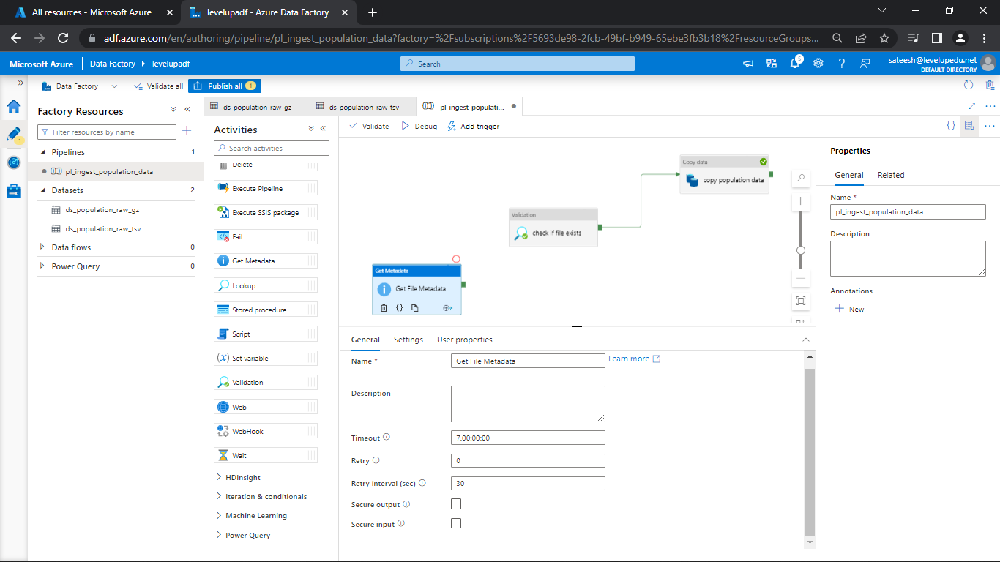 All resources - Microsoft Azure
levelupadf - Azure Data Factory
adf.azure.com/en/authoring/pipeline/pl_ingest_population_data?factory=%2Fsubscriptions%2F5693de98-2fcb-49bf-b949-65ebe3fb3b18%2FresourceGroups...
Microsoft Azure
Data Factory
levelupadf
Search
5
sateesh@levelupedu.net
DEFAULT DIRECTORY
Data Factory
Validate all
Publish all
1
1
Factory Resources
Filter resources by name
Pipelines
1
pl_ingest_population_data
Datasets
2
ds_population_raw_gz
ds_population_raw_tsv
Data flows
0
Power Query
0
ds_population_raw_gz
ds_population_raw_tsv
pl_ingest_populati...
Activities
Search activities
Delete
Execute Pipeline
Execute SSIS package
Fail
Get Metadata
Lookup
Stored procedure
Script
(x) Set variable
Validation
Web
WebHook
Wait
HDInsight
Iteration & conditionals
Machine Learning
Power Query
Validate
Debug
Add trigger
{}
...
Copy data
copy population data
Validation
check if file exists
Get Metadata
Get File Metadata
{}
General
Settings
User properties
Name *
Get File Metadata
Learn more
Description
Timeout
7.00:00:00
Retry
0
Retry interval (sec)
30
Secure output
Secure input
Properties
General
Related
Name *
pl_ingest_population_data
Description
Annotations
New